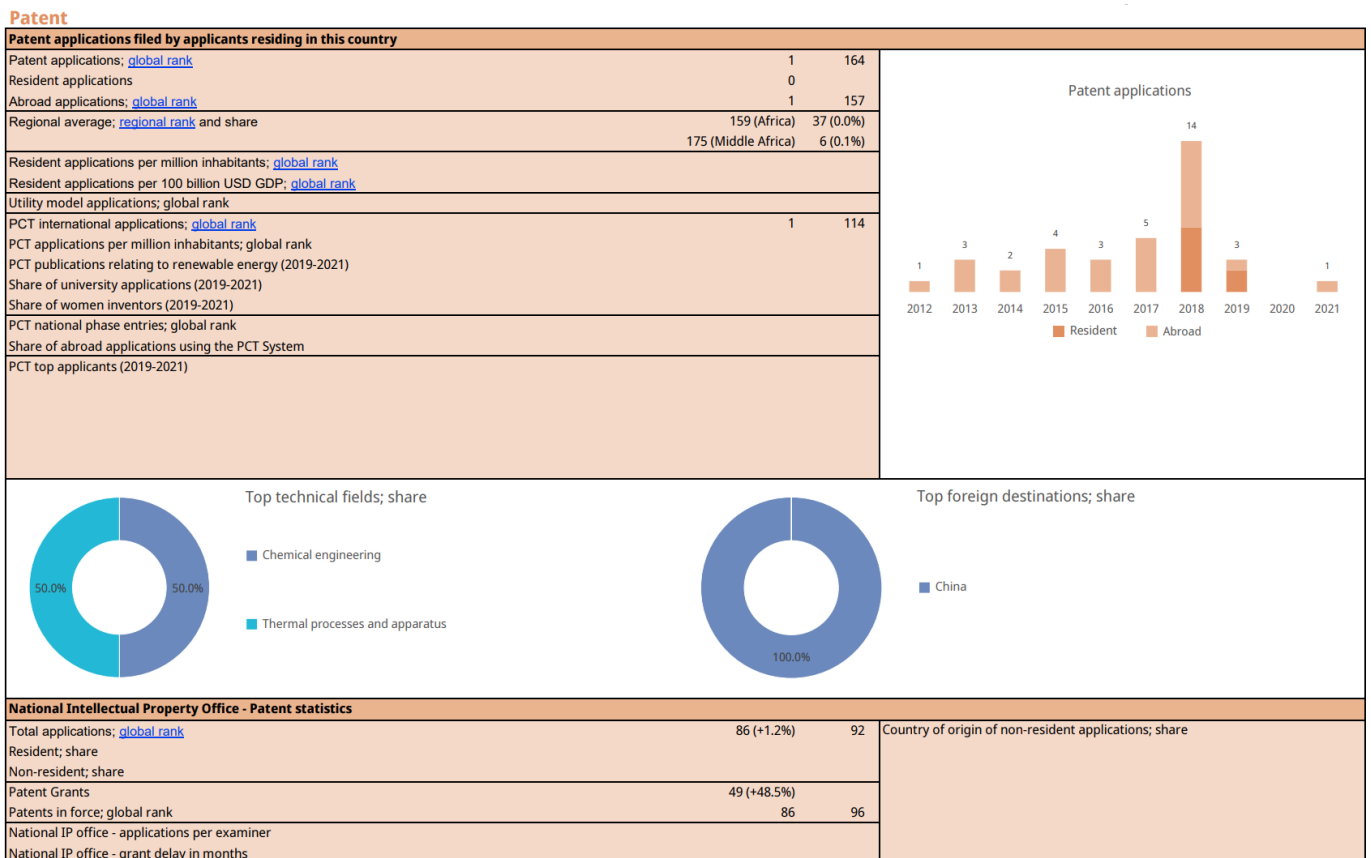 Patent
Patent applications filed by applicants residing in this country
Patent applications; global rank 1 164
Resident applications 0
Abroad applications; global rank 1 157
Regional average; regional rank and share 159 (Africa) 37 (0.0%)
175 (Middle Africa) 6 (0.1%)
Resident applications per million inhabitants; global rank
Resident applications per 100 billion USD GDP; global rank
Utility model applications; global rank
PCT international applications; global rank 1 114
PCT applications per million inhabitants; global rank
PCT publications relating to renewable energy (2019-2021)
Share of university applications (2019-2021)
Share of women inventors (2019-2021)
PCT national phase entries; global rank
Share of abroad applications using the PCT System
PCT top applicants (2019-2021)
Patent applications
14
5
4
3 3 3
2
1 1
2012 2013 2014 2015 2016 2017 2018 2019 2020 2021
Resident Abroad
Top technical fields; share
Chemical engineering
50.0% 50.0%
Thermal processes and apparatus
Top foreign destinations; share
China
100.0%
National Intellectual Property Office - Patent statistics
Total applications; global rank 86 (+1.2%) 92
Resident; share
Non-resident; share
Patent Grants 49 (+48.5%)
Patents in force; global rank 86 96
National IP office - applications per examiner
National IP office - grant delay in months
Country of origin of non-resident applications; share